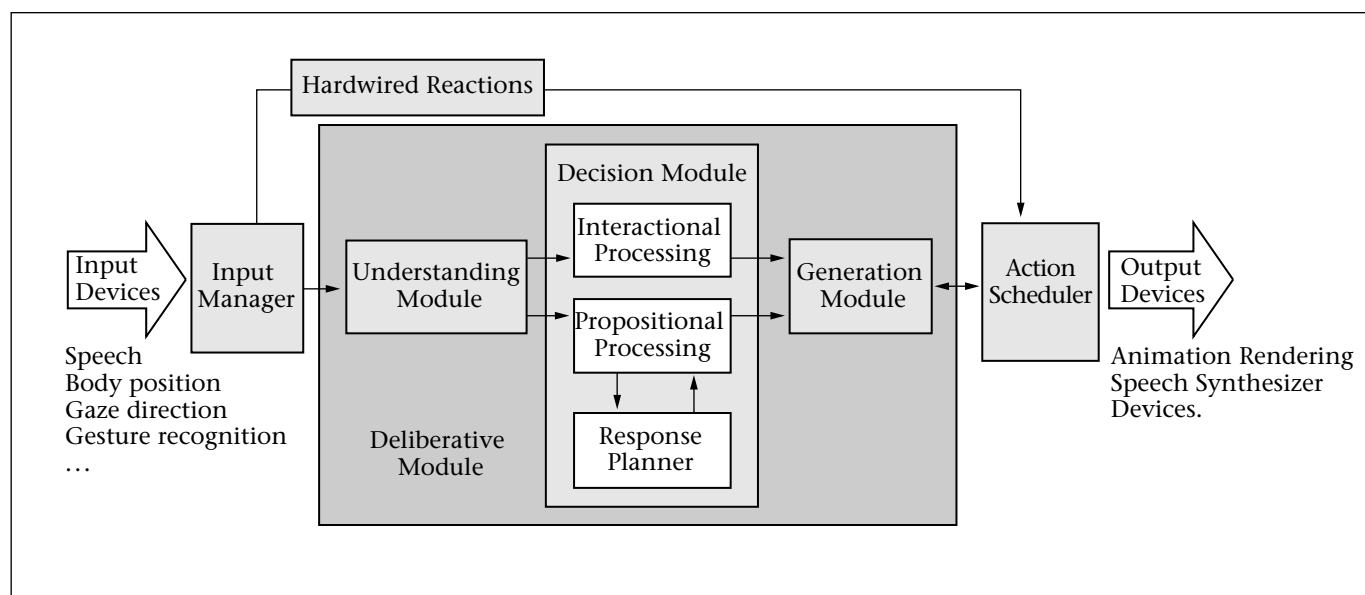 Hardwired Reactions
Decision Module
Interactional
Processing
Input
Devices
Input
Manager
Understanding
Module
Generation
Module
Action
Scheduler
Output
Devices
Propositional
Processing
Speech
Body position
Gaze direction
Gesture recognition
…
Animation Rendering
Speech Synthesizer
Devices.
Deliberative
Module
Response
Planner